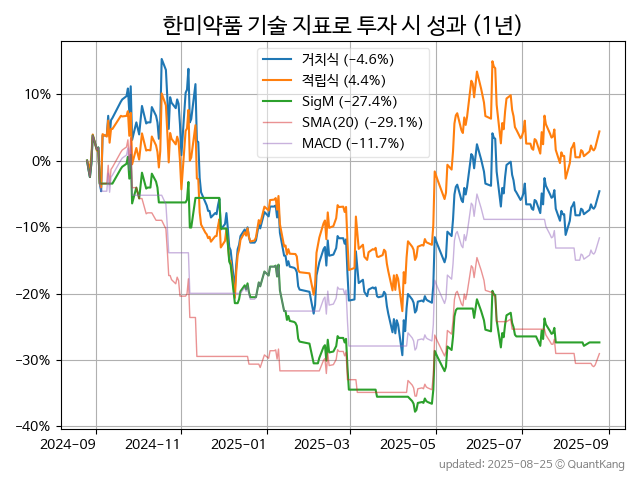 한미약품 기술 지표로 투자 시 성과 (1년)
거치식 (−4.6%)
적립식 (4.4%)
SigM (−27.4%)
SMA(20) (−29.1%)
MACD (−11.7%)
10%
0%
−10%
−20%
−30%
−40%
2024-09 2024-11 2025-01 2025-03 2025-05 2025-07 2025-09
updated: 2025-08-25 © QuantKang